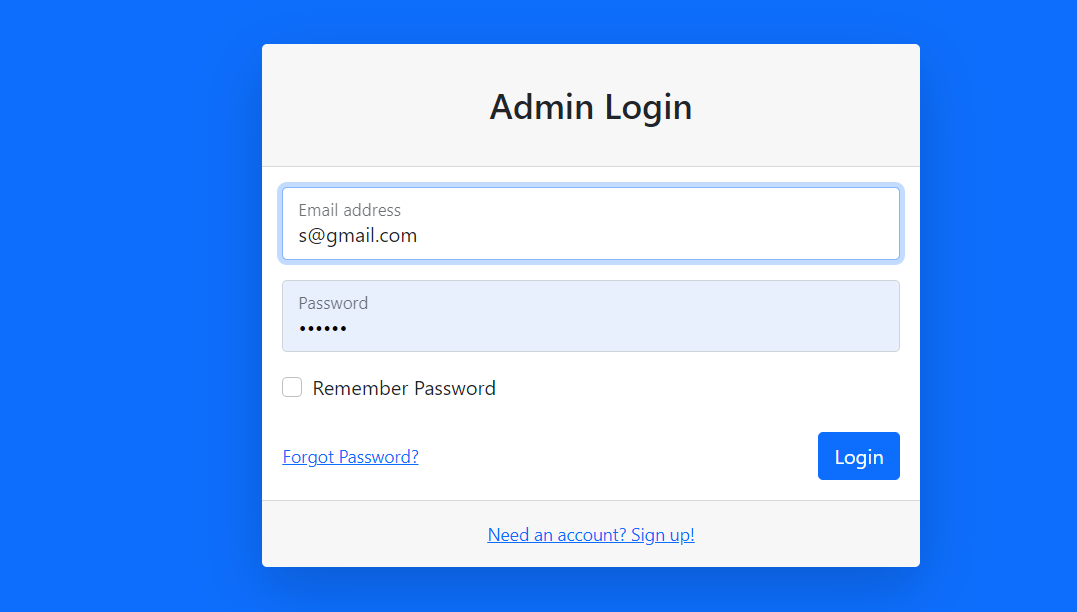 Admin Login
Email address
s@gmail.com
Password
••••••
Remember Password
Forgot Password?
Login
Need an account? Sign up!